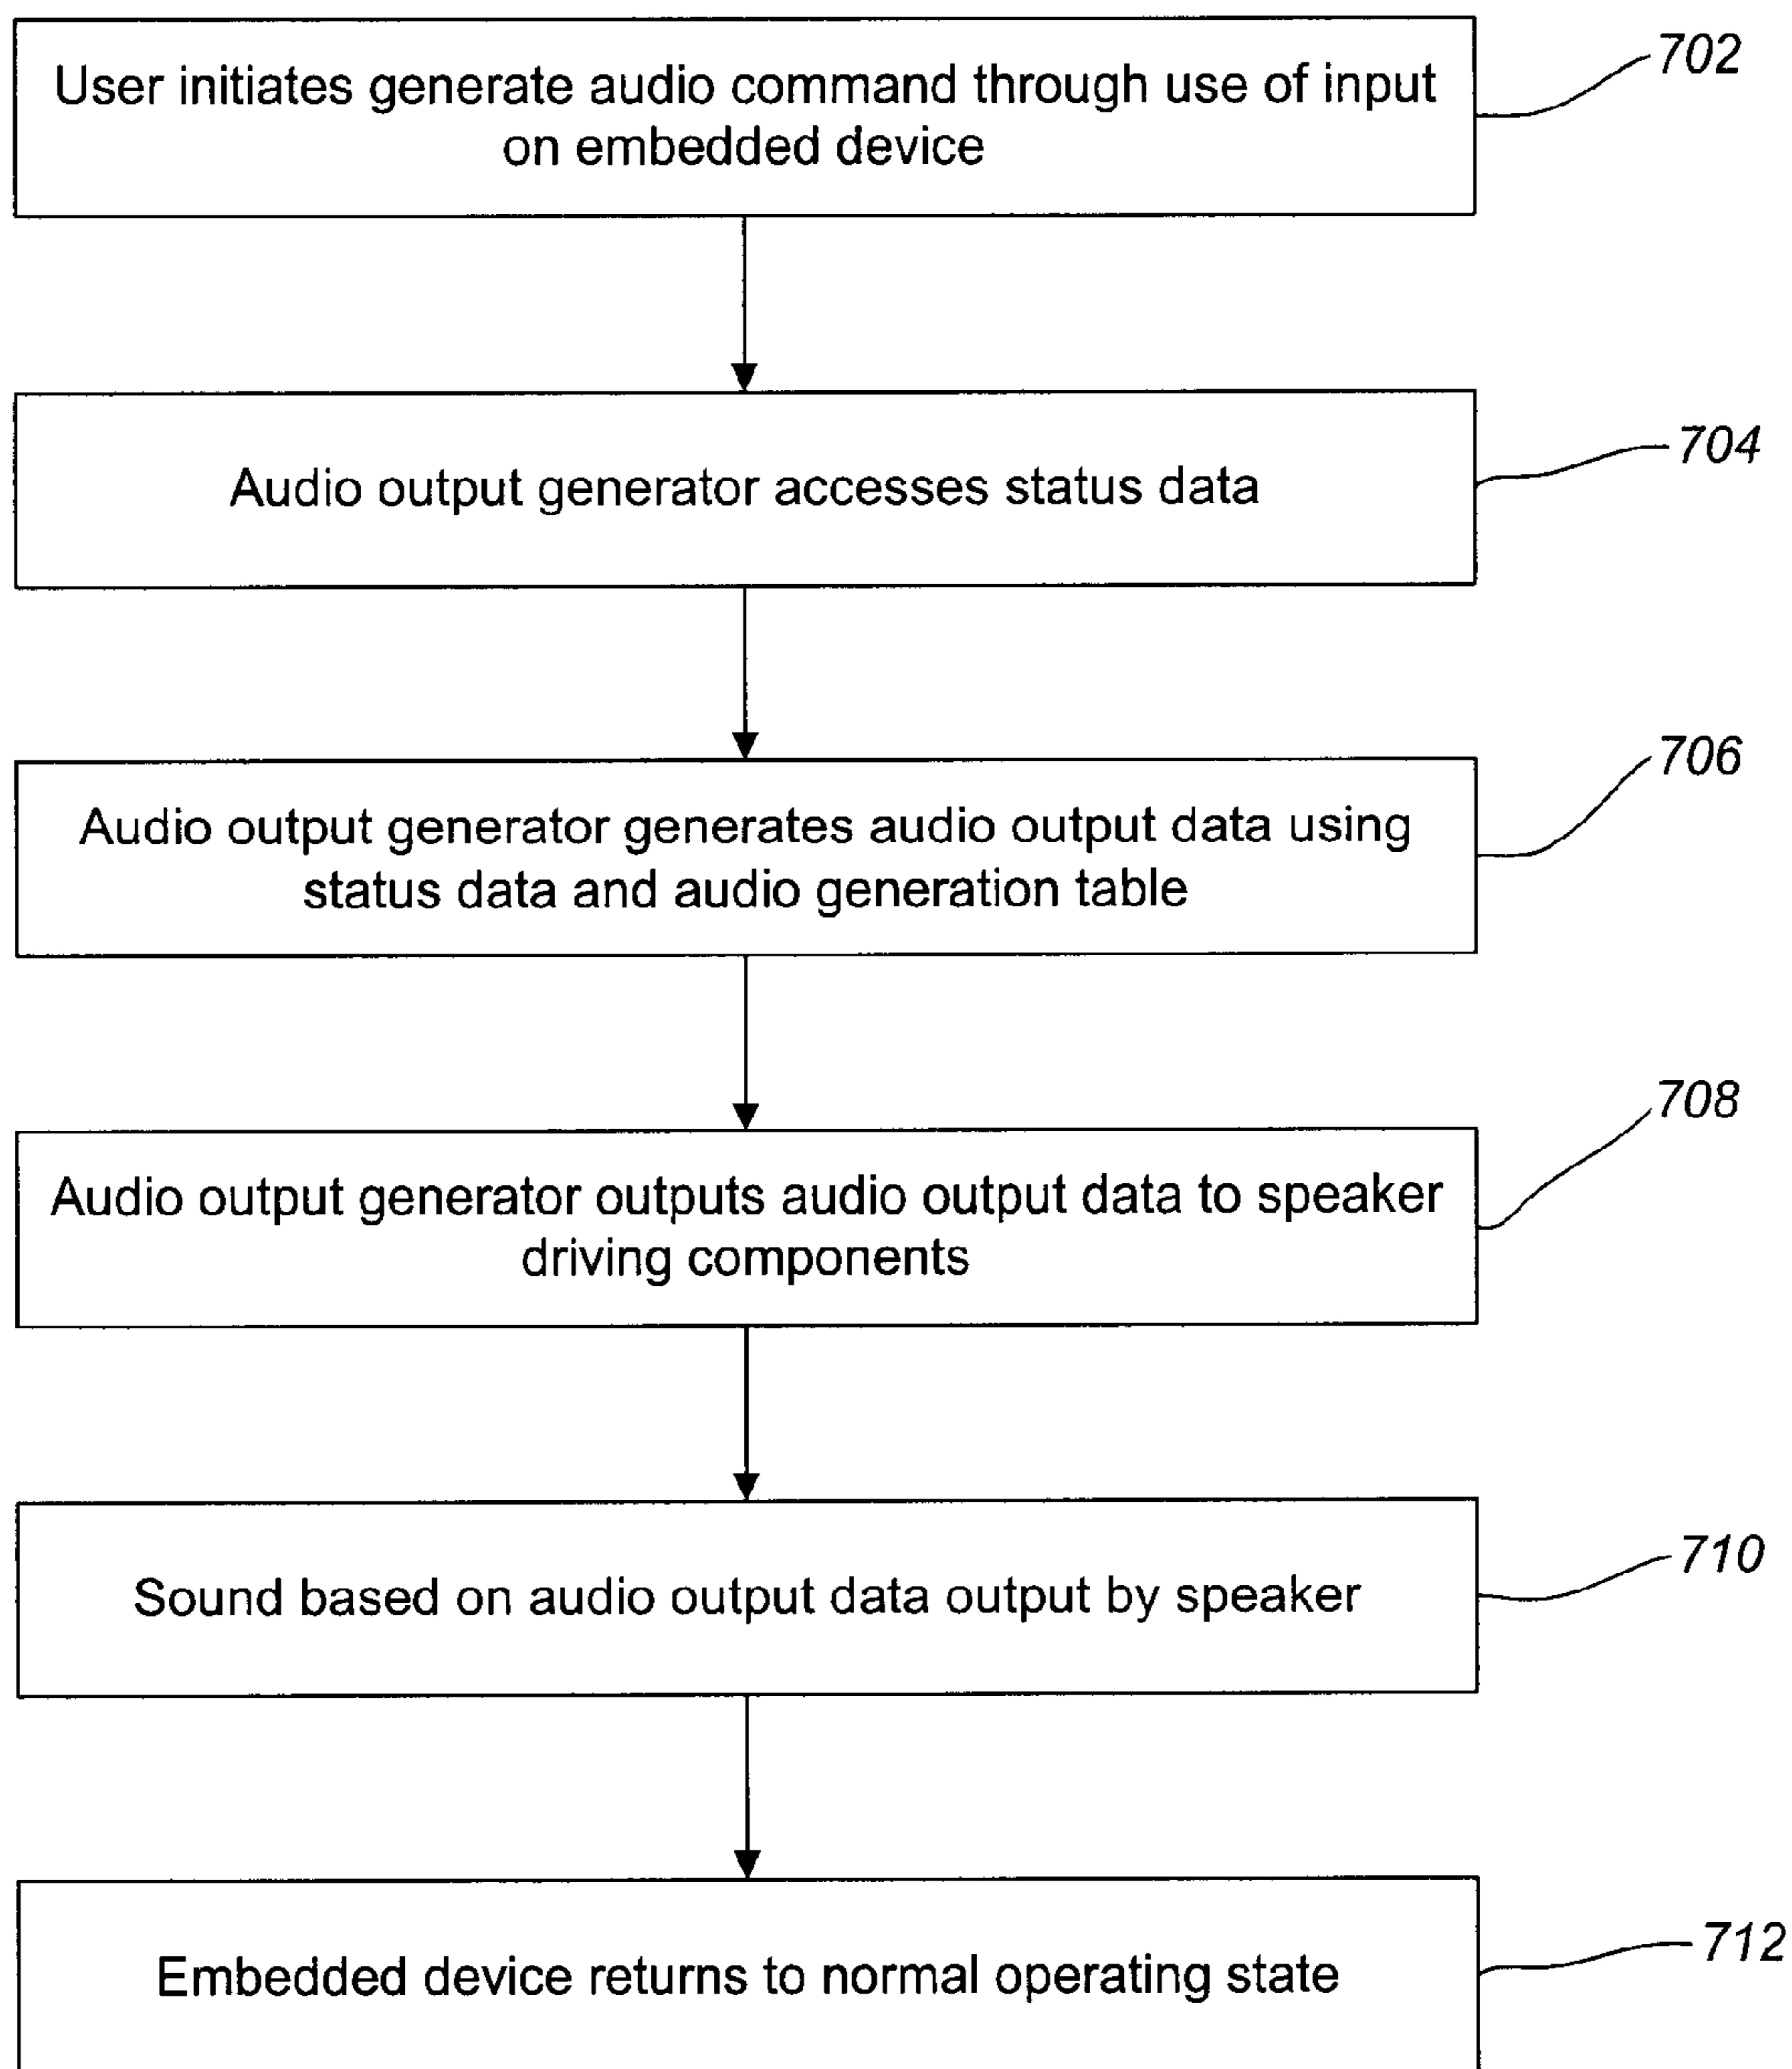 User initiates generate audio command through use of input
on embedded device
702
Audio output generator accesses status data
704
Audio output generator generates audio output data using
status data and audio generation table
706
Audio output generator outputs audio output data to speaker
driving components
708
Sound based on audio output data output by speaker
710
Embedded device returns to normal operating state
712